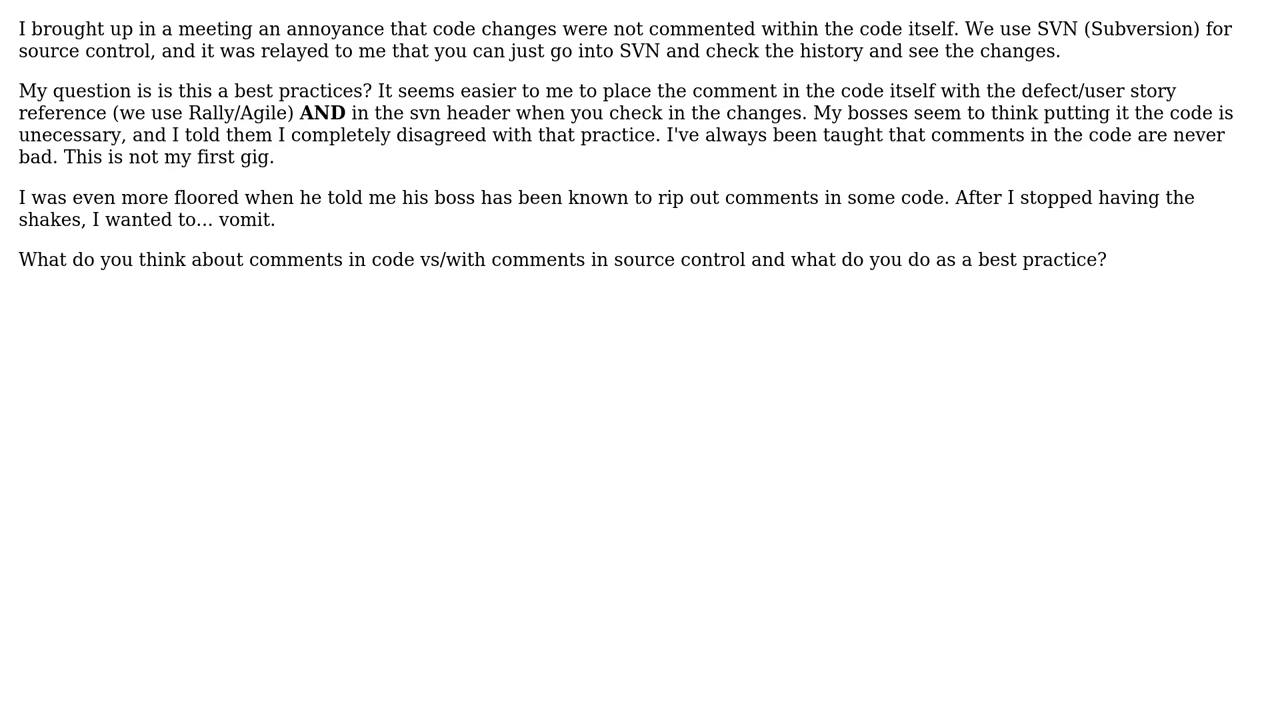 I brought up in a meeting an annoyance that code changes were not commented within the code itself. We use SVN (Subversion) for
source control, and it was relayed to me that you can just go into SVN and check the history and see the changes.
My question is is this a best practices? It seems easier to me to place the comment in the code itself with the defect/user story
reference (we use Rally/Agile) AND in the svn header when you check in the changes. My bosses seem to think putting it the code is
unecessary, and I told them I completely disagreed with that practice. I've always been taught that comments in the code are never
bad. This is not my first gig.
I was even more floored when he told me his boss has been known to rip out comments in some code. After I stopped having the
shakes, I wanted to... vomit.
What do you think about comments in code vs/with comments in source control and what do you do as a best practice?